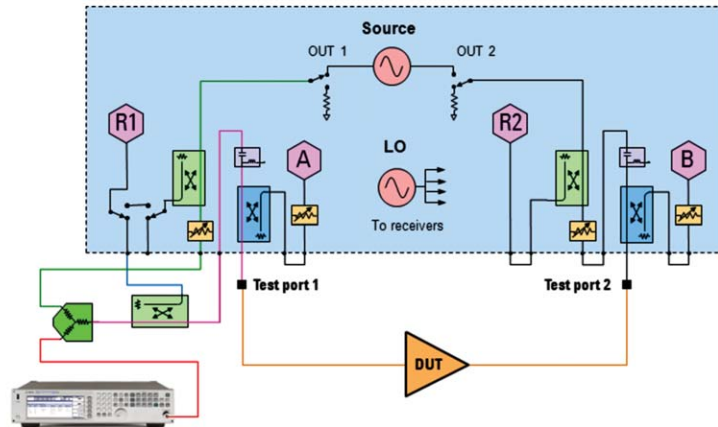 Source
OUT 1
OUT 2
R1
A
LO
R2
B
To receivers
Test port 1
Test port 2
DUT